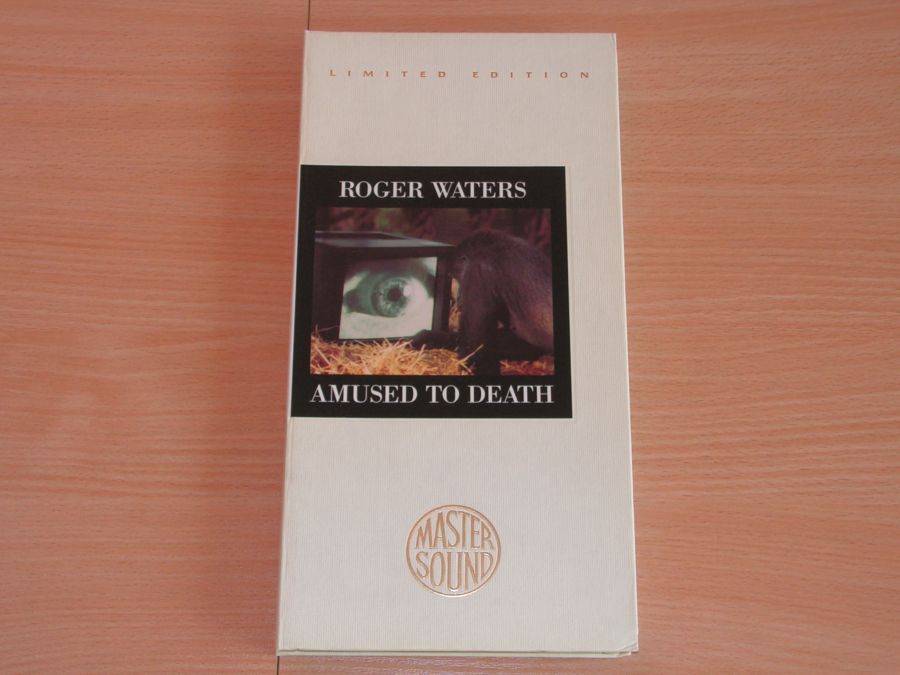 LIMITED EDITION
ROGER WATERS
AMUSED TO DEATH
MASTER
SOUND